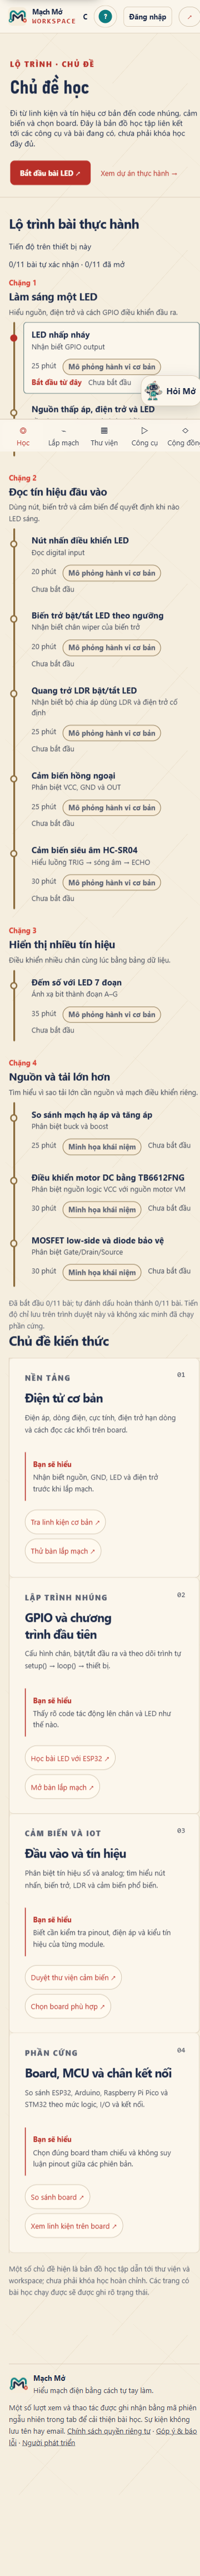 Mạch Mở
WORKSPACE
C
?
Đăng nhập
↗
LỘ TRÌNH · CHỦ ĐỀ
Chủ đề học
Đi từ linh kiện và tín hiệu cơ bản đến code nhúng, cảm
biến và chọn board. Đây là bản đồ học tập liên kết
tới các công cụ và bài đang có, chưa phải khóa học
đầy đủ.
Bắt đầu bài LED ↗
Xem dự án thực hành →
Lộ trình bài thực hành
Tiến độ trên thiết bị này
0/11 bài tự xác nhận · 0/11 đã mở
Chặng 1
Làm sáng một LED
Hiểu nguồn, điện trở và cách GPIO điều khiển đầu ra.
LED nhấp nháy
Nhận biết GPIO output
25 phút
Mô phỏng hành vi cơ bản
Bắt đầu từ đây
Chưa bắt đầu
Hỏi Mở
Nguồn thấp áp, điện trở và LED
Học
Lắp mạch
Thư viện
Công cụ
Cộng đồng
Chặng 2
Đọc tín hiệu đầu vào
Dùng nút, biến trở và cảm biến để quyết định khi nào
LED sáng.
Nút nhấn điều khiển LED
Đọc digital input
20 phút
Mô phỏng hành vi cơ bản
Chưa bắt đầu
Biến trở bật/tắt LED theo ngưỡng
Nhận biết chân wiper của biến trở
20 phút
Mô phỏng hành vi cơ bản
Chưa bắt đầu
Quang trở LDR bật/tắt LED
Nhận biết bộ chia áp dùng LDR và điện trở cố
định
25 phút
Mô phỏng hành vi cơ bản
Chưa bắt đầu
Cảm biến hồng ngoại
Phân biệt VCC, GND và OUT
25 phút
Mô phỏng hành vi cơ bản
Chưa bắt đầu
Cảm biến siêu âm HC-SR04
Hiểu luồng TRIG → sóng âm → ECHO
30 phút
Mô phỏng hành vi cơ bản
Chưa bắt đầu
Chặng 3
Hiển thị nhiều tín hiệu
Điều khiển nhiều chân cùng lúc bằng bảng dữ liệu.
Đếm số với LED 7 đoạn
Ánh xạ bit thành đoạn A–G
35 phút
Mô phỏng hành vi cơ bản
Chưa bắt đầu
Chặng 4
Nguồn và tải lớn hơn
Tìm hiểu vì sao tải lớn cần nguồn và mạch điều khiển riêng.
So sánh mạch hạ áp và tăng áp
Phân biệt buck và boost
25 phút
Minh họa khái niệm
Chưa bắt đầu
Điều khiển motor DC bằng TB6612FNG
Phân biệt nguồn logic VCC với nguồn motor VM
30 phút
Minh họa khái niệm
Chưa bắt đầu
MOSFET low-side và diode bảo vệ
Phân biệt Gate/Drain/Source
30 phút
Minh họa khái niệm
Chưa bắt đầu
Đã bắt đầu 0/11 bài; tự đánh dấu hoàn thành 0/11 bài. Tiến
độ chỉ lưu trên trình duyệt này và không xác minh đã chạy
phần cứng.
Chủ đề kiến thức
NỀN TẢNG
01
Điện tử cơ bản
Điện áp, dòng điện, cực tính, điện trở hạn dòng
và cách đọc các khối trên board.
Bạn sẽ hiểu
Nhận biết nguồn, GND, LED và điện trở
trước khi lắp mạch.
Tra linh kiện cơ bản ↗
Thử bàn lắp mạch ↗
LẬP TRÌNH NHÚNG
02
GPIO và chương
trình đầu tiên
Cấu hình chân, bật/tắt đầu ra và theo dõi trình tự
setup() → loop() → thiết bị.
Bạn sẽ hiểu
Thấy rõ code tác động lên chân và LED như
thế nào.
Học bài LED với ESP32 ↗
Mở bàn lắp mạch ↗
CẢM BIẾN VÀ IOT
03
Đầu vào và tín hiệu
Phân biệt tín hiệu số và analog; tìm hiểu nút
nhấn, biến trở, LDR và cảm biến phổ biến.
Bạn sẽ hiểu
Biết cần kiểm tra pinout, điện áp và kiểu tín
hiệu của từng module.
Duyệt thư viện cảm biến ↗
Chọn board phù hợp ↗
PHẦN CỨNG
04
Board, MCU và chân kết nối
So sánh ESP32, Arduino, Raspberry Pi Pico và
STM32 theo mức logic, I/O và kết nối.
Bạn sẽ hiểu
Chọn đúng board tham chiếu và không suy
luận pinout giữa các phiên bản.
So sánh board ↗
Xem linh kiện trên board ↗
Một số chủ đề hiện là bản đồ học tập dẫn tới thư viện và
workspace; chưa phải khóa học hoàn chỉnh. Các trang có
bài học chạy được sẽ được ghi rõ trạng thái.
Mạch Mở
Hiểu mạch điện bằng cách tự tay làm.
Một số lượt xem và thao tác được ghi nhận bằng mã phiên
ngẫu nhiên trong tab để cải thiện bài học. Sự kiện không
lưu tên hay email. Chính sách quyền riêng tư · Góp ý & báo
lỗi · Người phát triển